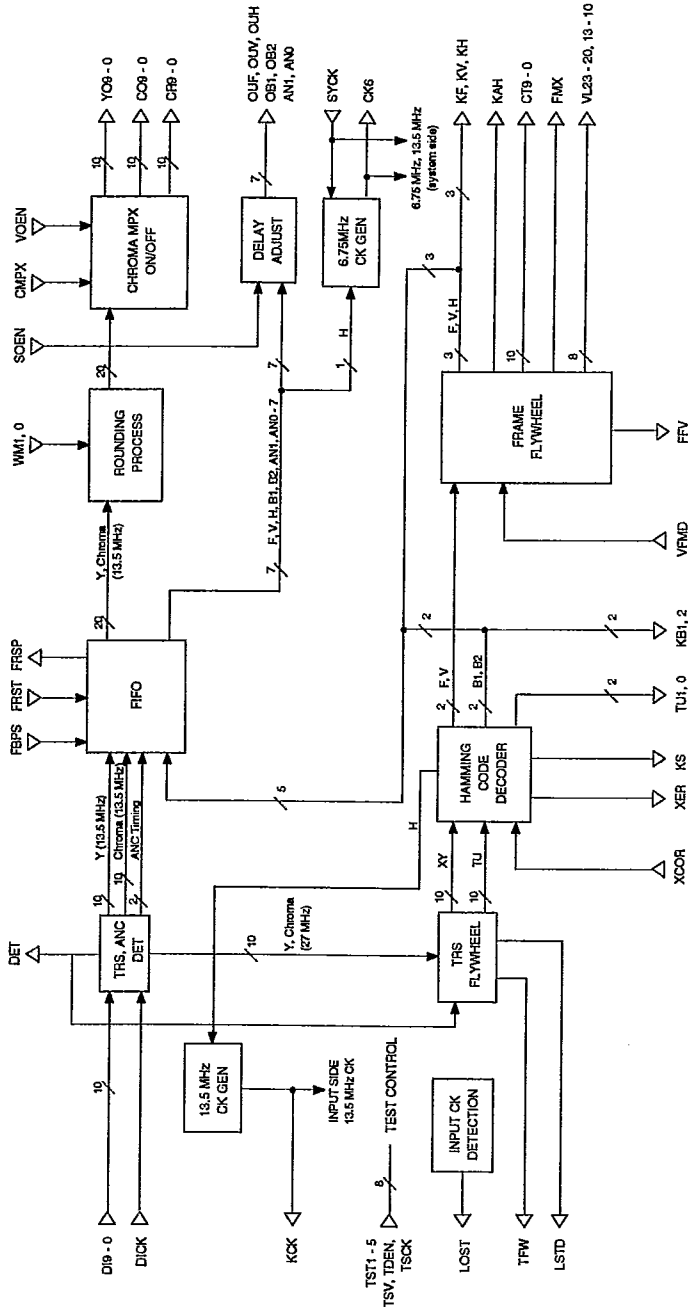 DI9 - 0
DICK
KCK
TST1 - 5
TSV, TDEN,
TSCK
LOST
TFW
LSTD
10
DET
TRS, ANC
DET
13.5 MHz
CK GEN
INPUT SIDE
13.5 MHz CK
8
TEST CONTROL
INPUT CK
DETECTION
10
Y (13.5 MHz)
10
Chroma (13.5 MHz)
2
ANC Timing
10
Y, Chroma
(27 MHz)
TRS
FLYWHEEL
H
10
XY
10
TU
5
FBPS
FRST
FRSP
FIFO
HAMMING
CODE
DECODER
XCOR
XER
KS
TU1, 0
2
KB1, 2
2
2
F, V
2
B1, B2
2
20
Y, Chroma
(13.5 MHz)
7
F, V, H, B1, B2, AN1, AN0 - 7
WM1, 0
ROUNDING
PROCESS
20
SOEN
CMPX
VOEN
CHROMA MPX
ON/OFF
10
10
10
YO9 - 0
CO9 - 0
CR9 - 0
7
DELAY
ADJUST
7
OUF, OUV, OUH
OB1, OB2
AN1, AN0
1
H
6.75MHz
CK GEN
SYCK
CK6
6.75 MHz, 13.5 MHz
(system side)
3
3
F, V, H
3
KF, KV, KH
FRAME
FLYWHEEL
KAH
10
CT9 - 0
FMX
8
VL23 - 20, 13 - 10
VFMD
FFV